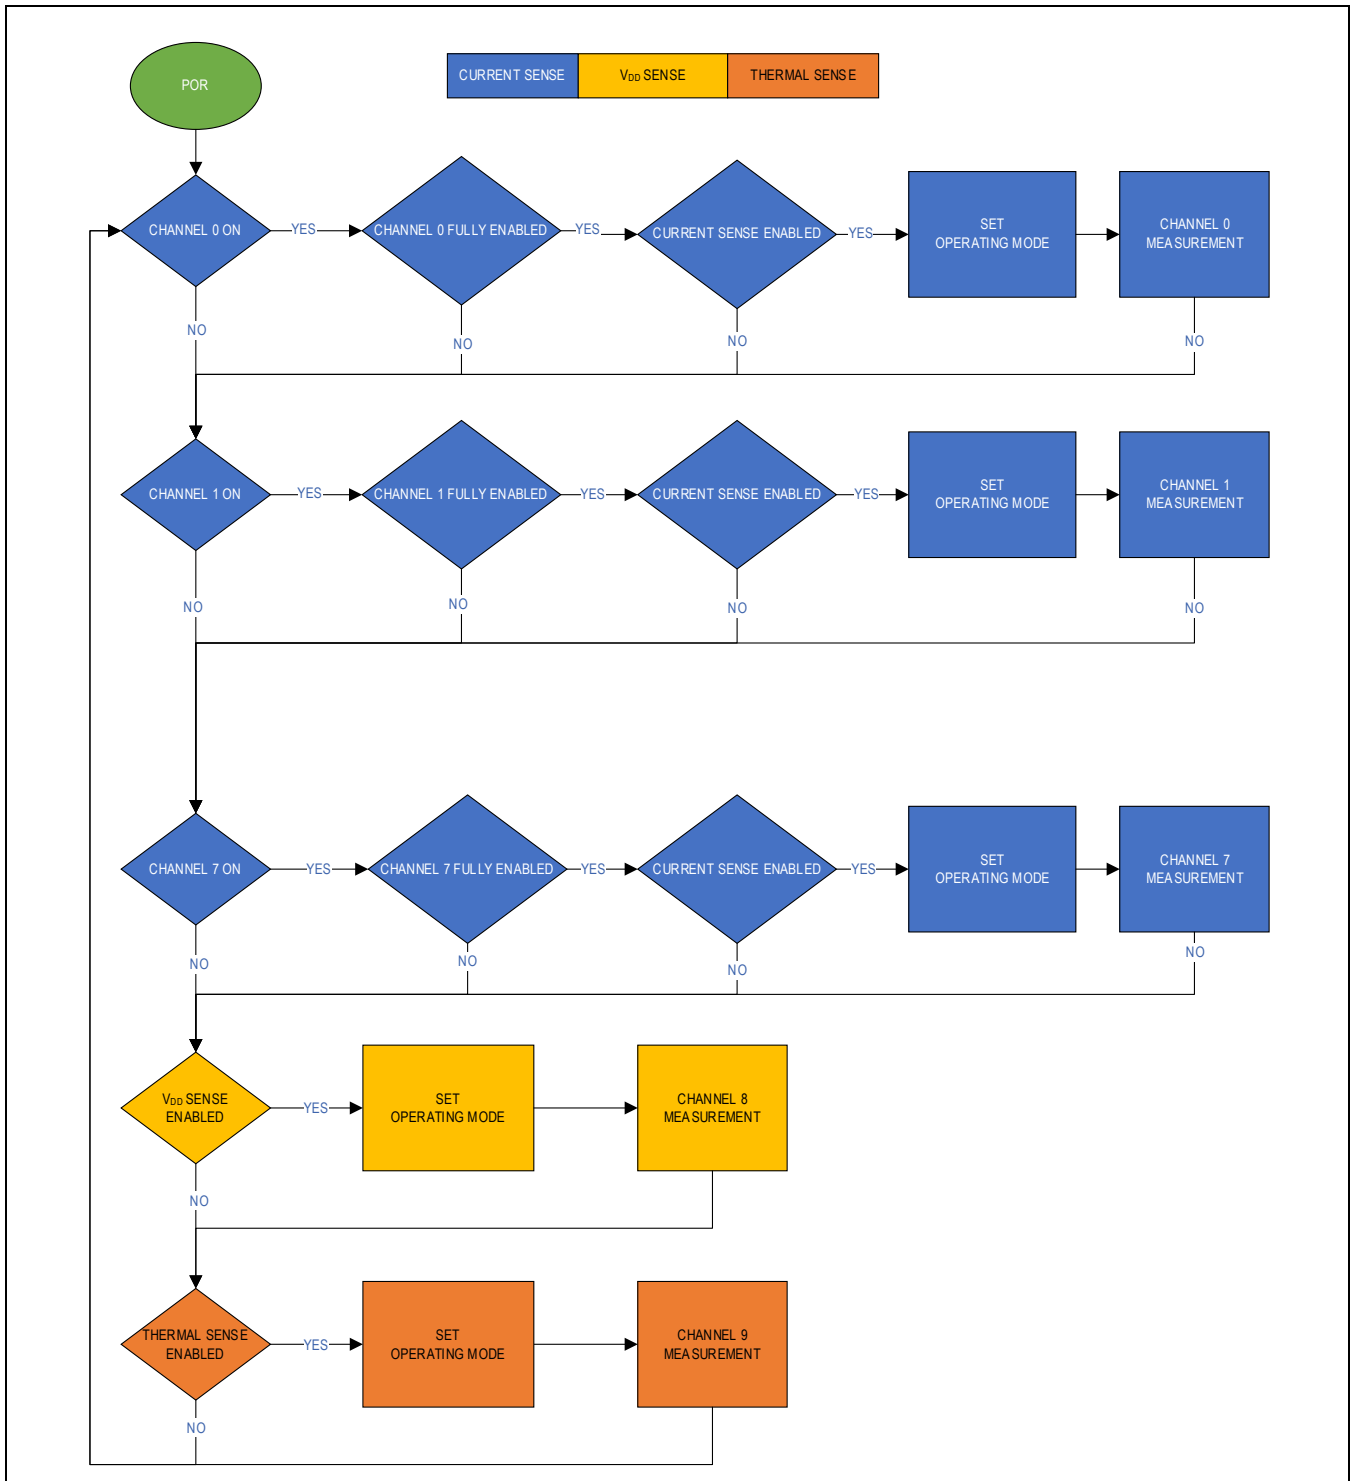 POR
CURRENT SENSE
VDD SENSE
THERMAL SENSE
CHANNEL 0 ON
YES
CHANNEL 0 FULLY ENABLED
YES
CURRENT SENSE ENABLED
YES
SET
OPERATING MODE
CHANNEL 0
MEASUREMENT
NO
NO
NO
NO
CHANNEL 1 ON
YES
CHANNEL 1 FULLY ENABLED
YES
CURRENT SENSE ENABLED
YES
SET
OPERATING MODE
CHANNEL 1
MEASUREMENT
NO
NO
NO
NO
CHANNEL 7 ON
YES
CHANNEL 7 FULLY ENABLED
YES
CURRENT SENSE ENABLED
YES
SET
OPERATING MODE
CHANNEL 7
MEASUREMENT
NO
NO
NO
NO
VDD SENSE
ENABLED
YES
SET
OPERATING MODE
CHANNEL 8
MEASUREMENT
NO
THERMAL SENSE
ENABLED
YES
SET
OPERATING MODE
CHANNEL 9
MEASUREMENT
NO